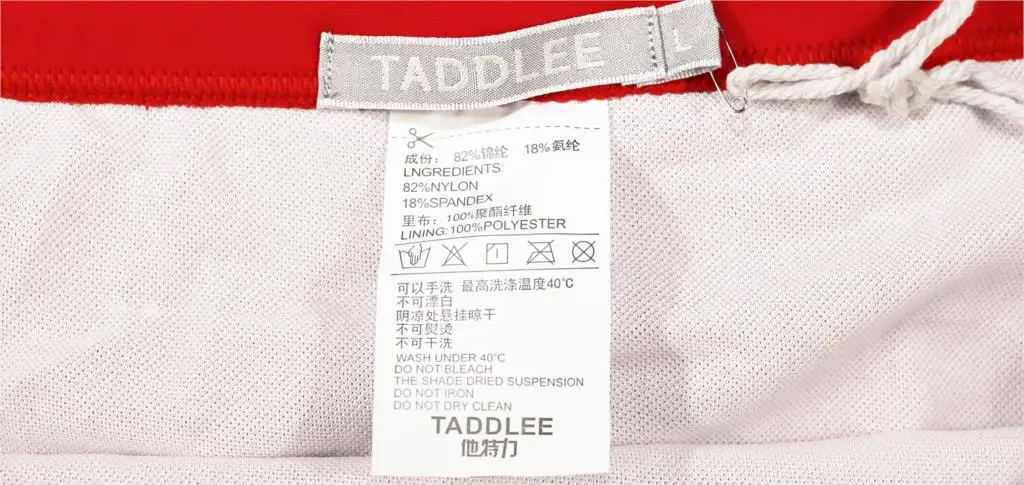 TADDLEE
L
成份：82%锦纶 18%氨纶
LNGREDIENTS:
82%NYLON
18%SPANDEX
里布：100%聚酯纤维
LINING:100%POLYESTER
可以手洗 最高洗涤温度40℃
不可漂白
阴凉处悬挂晾干
不可熨烫
不可干洗
WASH UNDER 40℃
DO NOT BLEACH
THE SHADE DRIED SUSPENSION
DO NOT IRON
DO NOT DRY CLEAN
TADDLEE
他特力